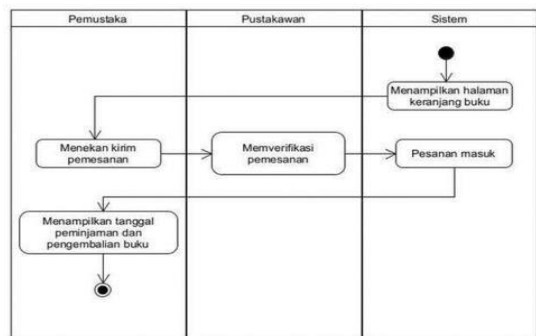 Pemustaka
Pustakawan
Sistem
Menampilkan halaman
keranjang buku
Menekan kirim
pemesanan
Memverifikasi
pemesanan
Pesanan masuk
Menampilkan tanggal
peminjaman dan
pengembalian buku